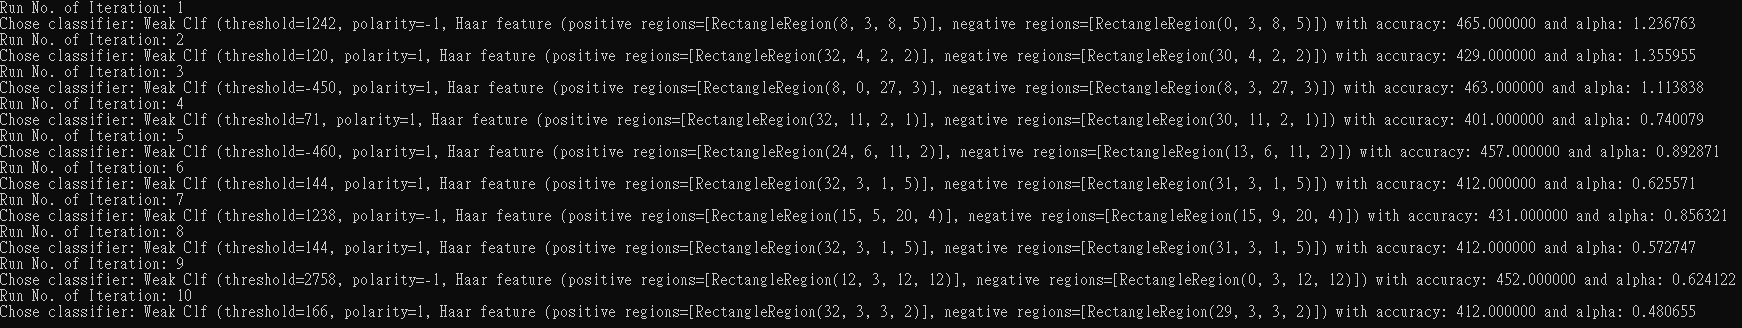 Run No. of Iteration: 1
Chose classifier: Weak Clf (threshold=1242, polarity=-1, Haar feature (positive regions=[RectangleRegion(8, 3, 8, 5)], negative regions=[RectangleRegion(0, 3, 8, 5)]) with accuracy: 465.000000 and alpha: 1.236763
Run No. of Iteration: 2
Chose classifier: Weak Clf (threshold=120, polarity=1, Haar feature (positive regions=[RectangleRegion(32, 4, 2, 2)], negative regions=[RectangleRegion(30, 4, 2, 2)]) with accuracy: 429.000000 and alpha: 1.355955
Run No. of Iteration: 3
Chose classifier: Weak Clf (threshold=-450, polarity=1, Haar feature (positive regions=[RectangleRegion(8, 0, 27, 3)], negative regions=[RectangleRegion(8, 3, 27, 3)]) with accuracy: 463.000000 and alpha: 1.113838
Run No. of Iteration: 4
Chose classifier: Weak Clf (threshold=71, polarity=1, Haar feature (positive regions=[RectangleRegion(32, 11, 2, 1)], negative regions=[RectangleRegion(30, 11, 2, 1)]) with accuracy: 401.000000 and alpha: 0.740079
Run No. of Iteration: 5
Chose classifier: Weak Clf (threshold=-460, polarity=1, Haar feature (positive regions=[RectangleRegion(24, 6, 11, 2)], negative regions=[RectangleRegion(13, 6, 11, 2)]) with accuracy: 457.000000 and alpha: 0.892871
Run No. of Iteration: 6
Chose classifier: Weak Clf (threshold=144, polarity=1, Haar feature (positive regions=[RectangleRegion(32, 3, 1, 5)], negative regions=[RectangleRegion(31, 3, 1, 5)]) with accuracy: 412.000000 and alpha: 0.625571
Run No. of Iteration: 7
Chose classifier: Weak Clf (threshold=1238, polarity=-1, Haar feature (positive regions=[RectangleRegion(15, 5, 20, 4)], negative regions=[RectangleRegion(15, 9, 20, 4)]) with accuracy: 431.000000 and alpha: 0.856321
Run No. of Iteration: 8
Chose classifier: Weak Clf (threshold=144, polarity=1, Haar feature (positive regions=[RectangleRegion(32, 3, 1, 5)], negative regions=[RectangleRegion(31, 3, 1, 5)]) with accuracy: 412.000000 and alpha: 0.572747
Run No. of Iteration: 9
Chose classifier: Weak Clf (threshold=2758, polarity=-1, Haar feature (positive regions=[RectangleRegion(12, 3, 12, 12)], negative regions=[RectangleRegion(0, 3, 12, 12)]) with accuracy: 452.000000 and alpha: 0.624122
Run No. of Iteration: 10
Chose classifier: Weak Clf (threshold=166, polarity=1, Haar feature (positive regions=[RectangleRegion(32, 3, 3, 2)], negative regions=[RectangleRegion(29, 3, 3, 2)]) with accuracy: 412.000000 and alpha: 0.480655